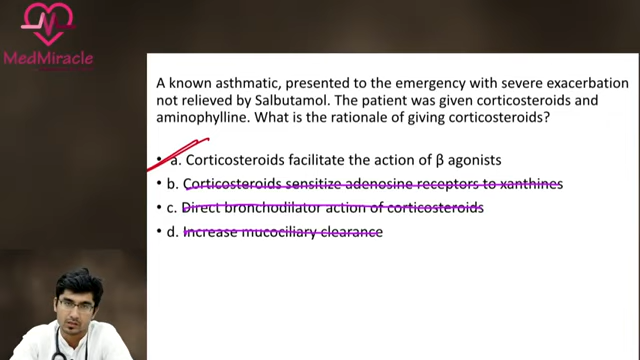 MedMiracle
A known asthmatic, presented to the emergency with severe exacerbation
not relieved by Salbutamol. The patient was given corticosteroids and
aminophylline. What is the rationale of giving corticosteroids?
• a. Corticosteroids facilitate the action of β agonists
• b. Corticosteroids sensitize adenosine receptors to xanthines
• c. Direct bronchodilator action of corticosteroids
• d. Increase mucociliary clearance